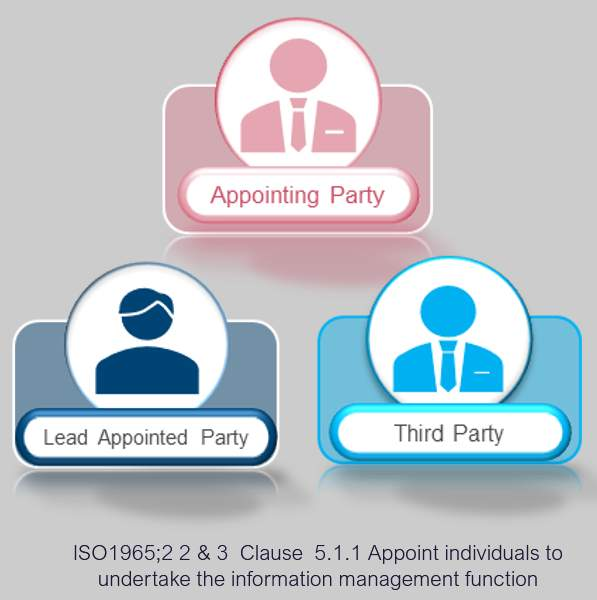 Appointing Party
Lead Appointed Party
Third Party
ISO1965;2 2 & 3 Clause 5.1.1 Appoint individuals to
undertake the information management function